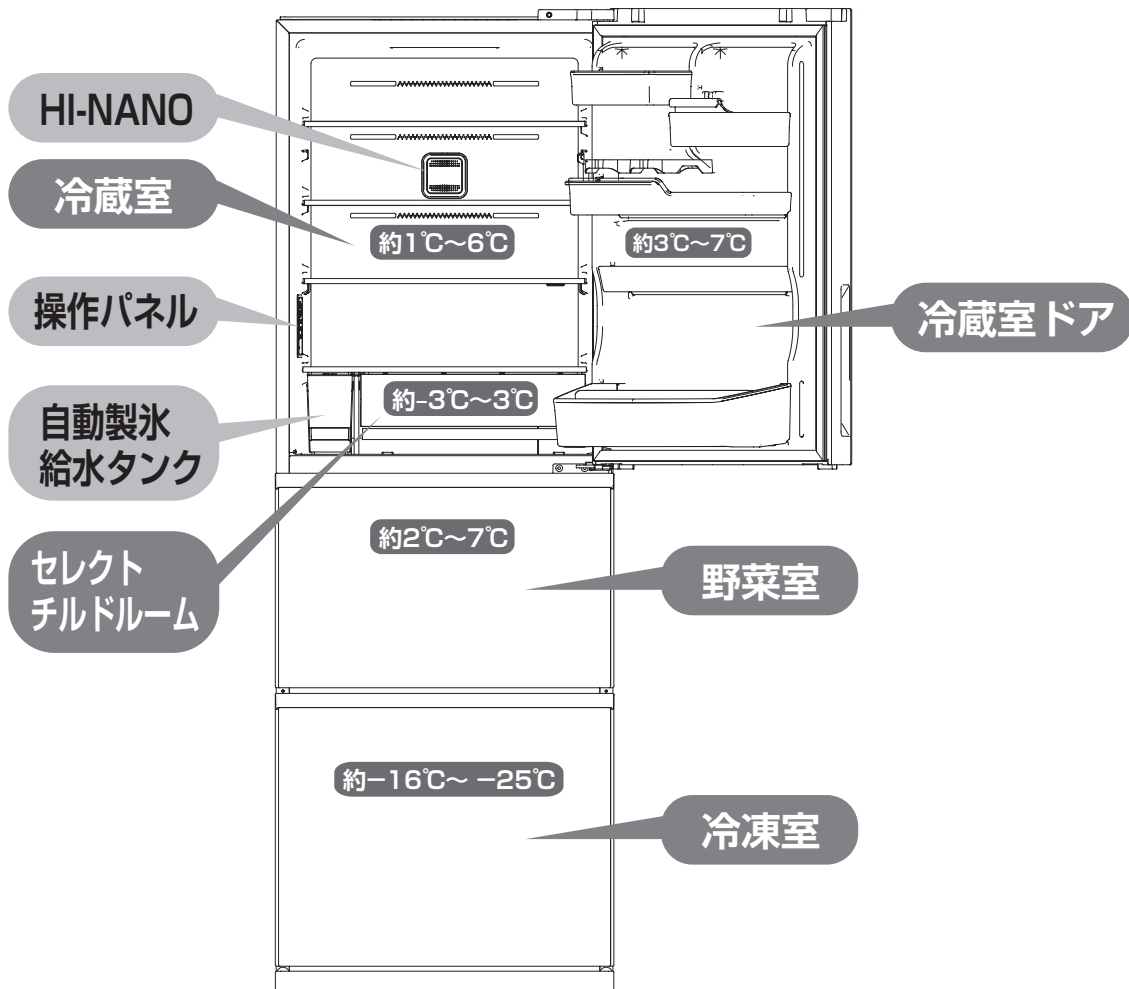 HI-NANO
冷蔵室
約1℃～6℃
約3℃～7℃
操作パネル
冷蔵室ドア
自動製氷
給水タンク
約−3℃～3℃
セレクト
チルドルーム
約2℃～7℃
野菜室
約−16℃～ −25℃
冷凍室